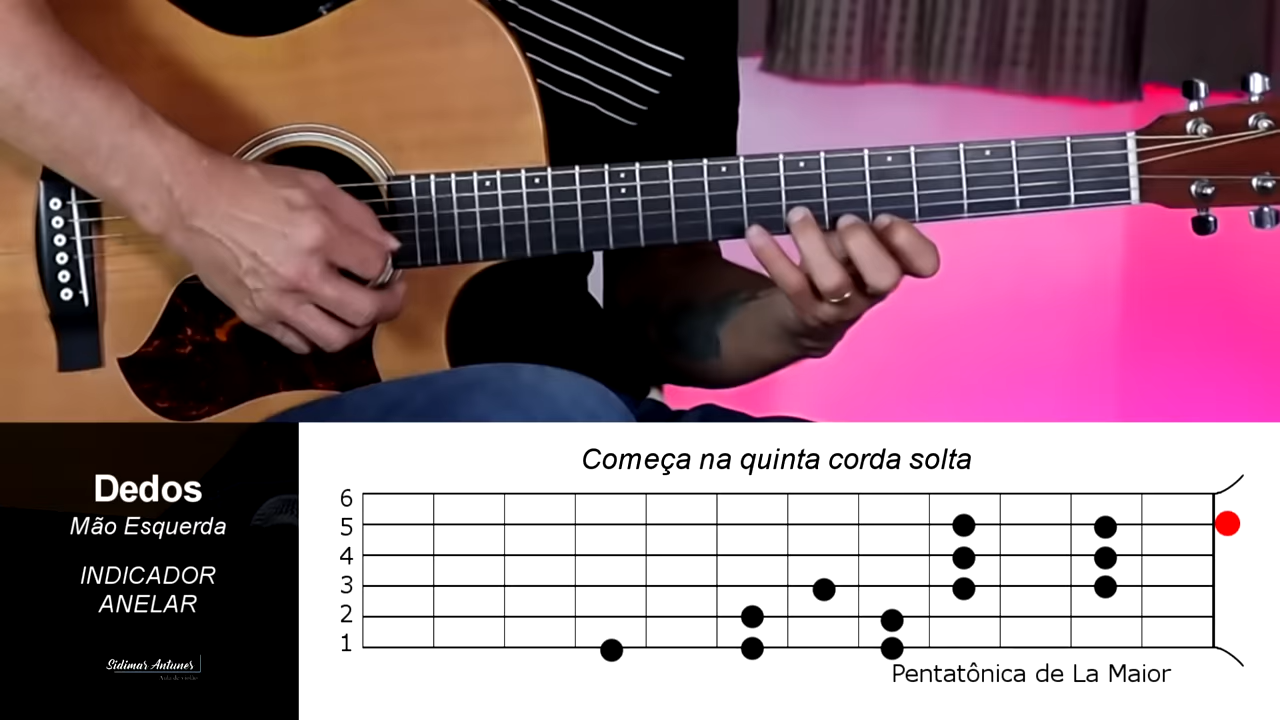 Dedos
Mão Esquerda
INDICADOR
ANELAR
Sidimar Antunes
Começa na quinta corda solta
6
5
4
3
2
1
Pentatônica de La Maior